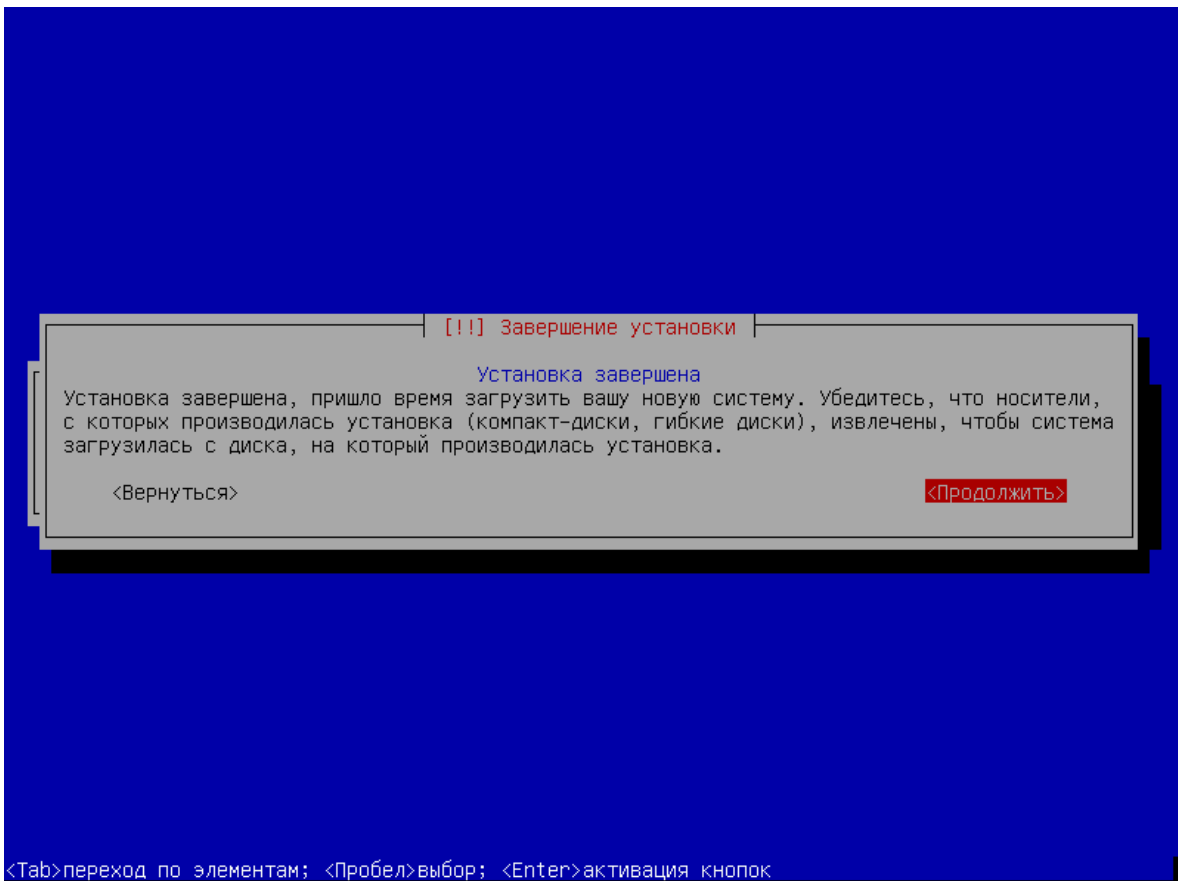 [!!] Завершение установки
Установка завершена
Установка завершена, пришло время загрузить вашу новую систему. Убедитесь, что носители,
с которых производилась установка (компакт-диски, гибкие диски), извлечены, чтобы система
загрузилась с диска, на который производилась установка.
<Вернуться> <Продолжить>
<Tab>переход по элементам; <Пробел>выбор; <Enter>активация кнопок